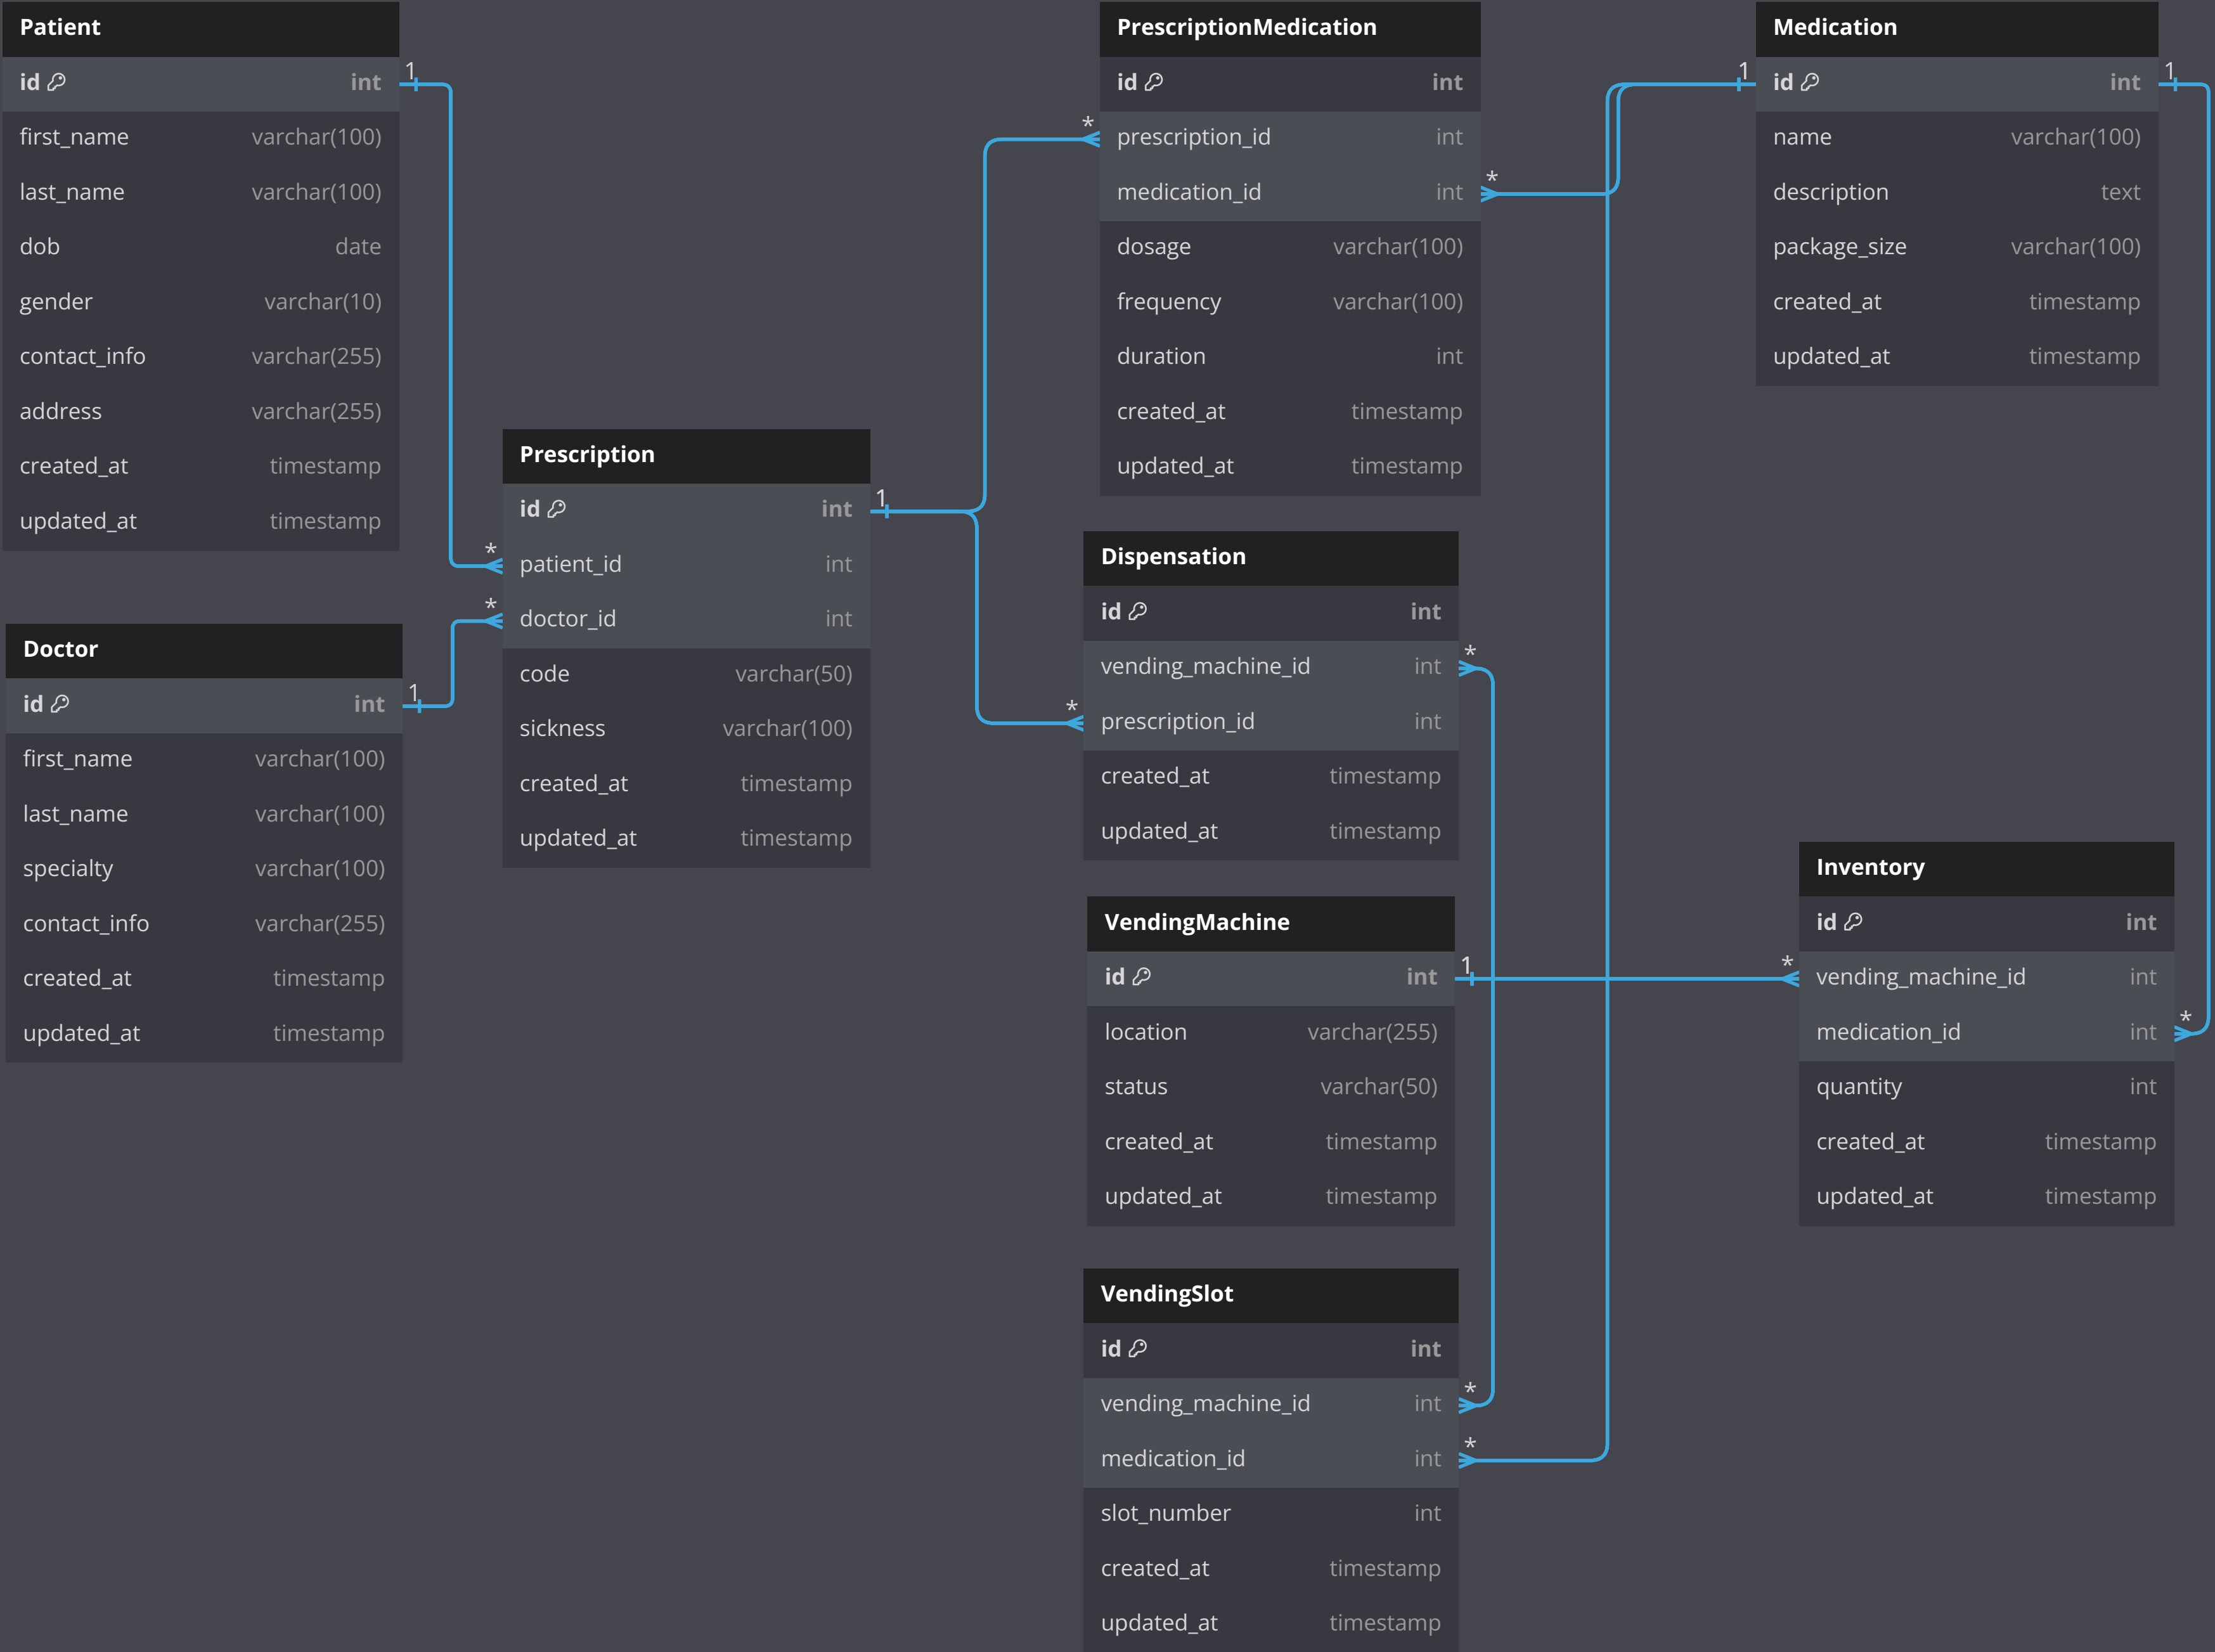 Patient
id int
first_name varchar(100)
last_name varchar(100)
dob date
gender varchar(10)
contact_info varchar(255)
address varchar(255)
created_at timestamp
updated_at timestamp
1
Doctor
id int
first_name varchar(100)
last_name varchar(100)
specialty varchar(100)
contact_info varchar(255)
created_at timestamp
updated_at timestamp
1
Prescription
id int
* patient_id int
* doctor_id int
code varchar(50)
sickness varchar(100)
created_at timestamp
updated_at timestamp
1
PrescriptionMedication
id int
* prescription_id int
medication_id int *
dosage varchar(100)
frequency varchar(100)
duration int
created_at timestamp
updated_at timestamp
Dispensation
id int
vending_machine_id int *
* prescription_id int
created_at timestamp
updated_at timestamp
VendingMachine
id int 1
location varchar(255)
status varchar(50)
created_at timestamp
updated_at timestamp
VendingSlot
id int
vending_machine_id int *
medication_id int *
slot_number int
created_at timestamp
updated_at timestamp
Medication
1 id int 1
name varchar(100)
description text
package_size varchar(100)
created_at timestamp
updated_at timestamp
Inventory
id int
* vending_machine_id int
medication_id int *
quantity int
created_at timestamp
updated_at timestamp